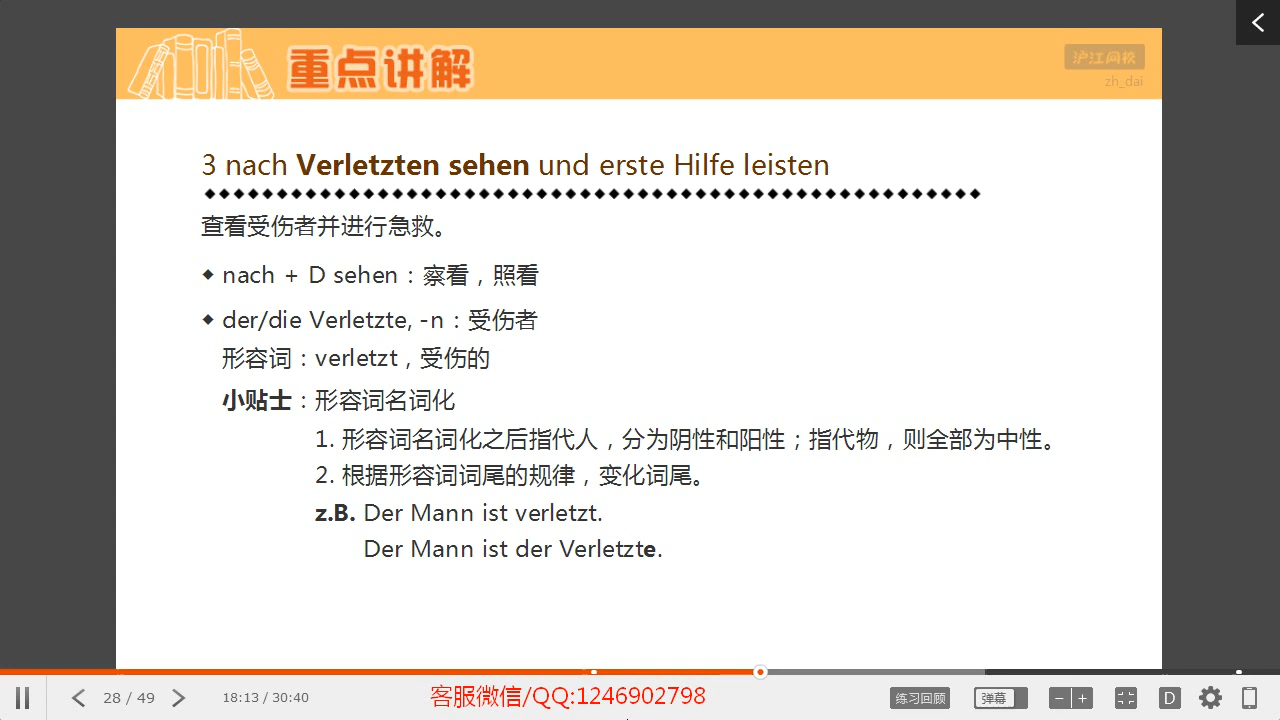 重点讲解
沪江网校
zh_dai
3 nach Verletzten sehen und erste Hilfe leisten
查看受伤者并进行急救。
◆ nach + D sehen：察看，照看
◆ der/die Verletzte, -n：受伤者
形容词：verletzt，受伤的
小贴士：形容词名词化
1. 形容词名词化之后指代人，分为阴性和阳性；指代物，则全部为中性。
2. 根据形容词词尾的规律，变化词尾。
z.B. Der Mann ist verletzt.
Der Mann ist der Verletzte.
28 / 49
18:13 / 30:40
客服微信/QQ:1246902798
练习回顾
弹幕
D